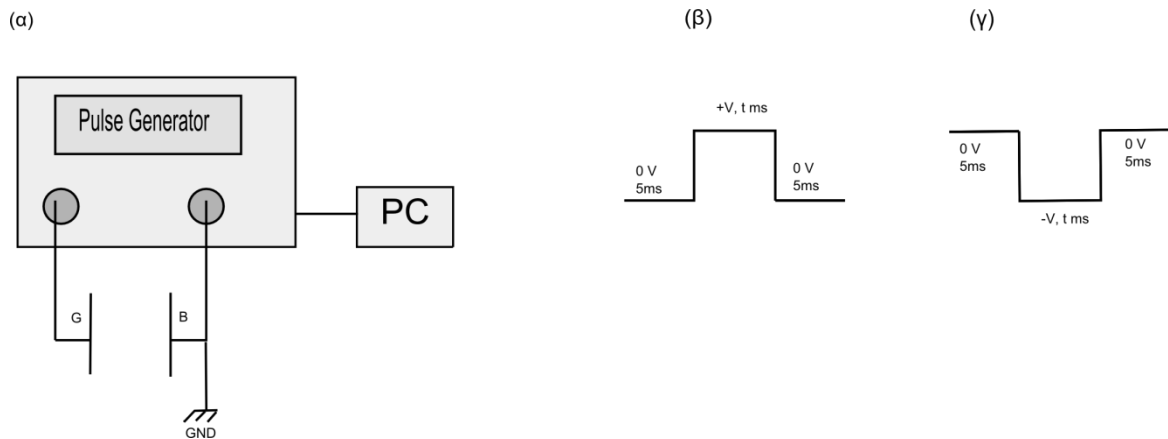 (α)
Pulse Generator
PC
G
B
GND
(β)
+V, t ms
0 V
5ms
0 V
5ms
(γ)
0 V
5ms
0 V
5ms
-V, t ms